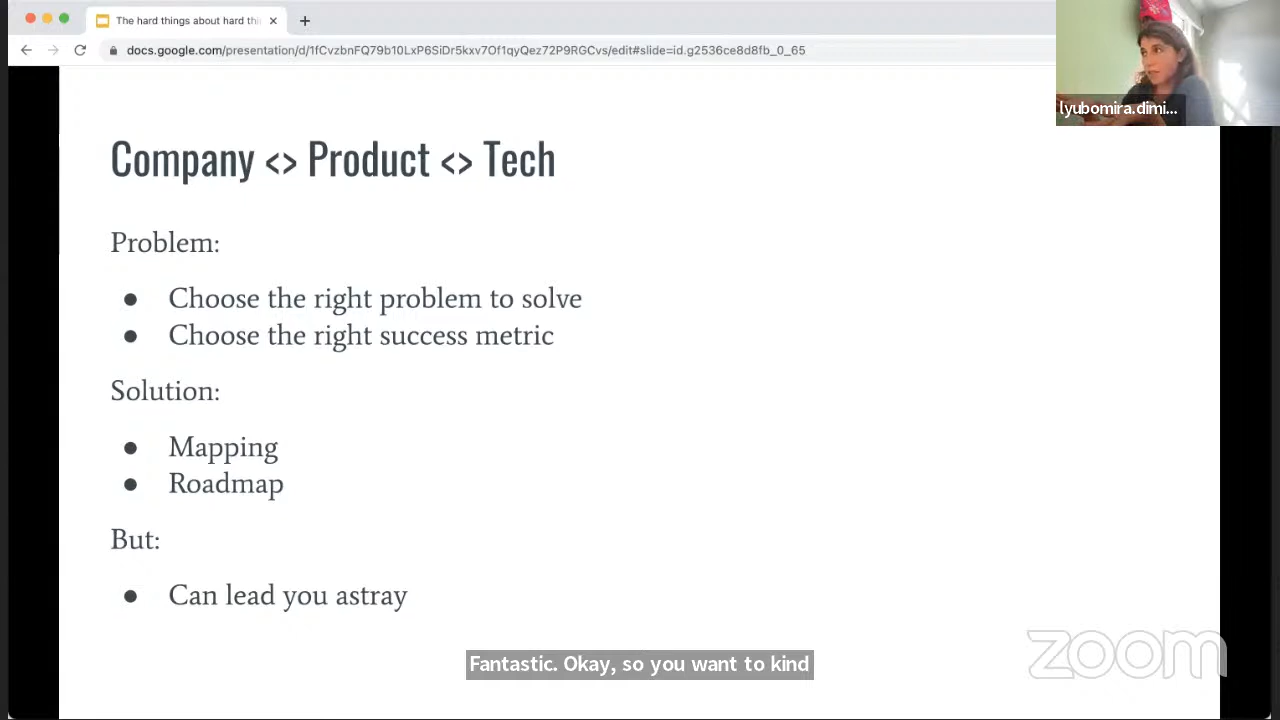 The hard things about hard thi
docs.google.com/presentation/d/1fCvzbnFQ79b10LxP6SiDr5kxv7Of1qyQez72P9RGCvs/edit#slide=id.g2536ce8d8fb_0_65
lyubomira.dimi...
Company <> Product <> Tech
Problem:
● Choose the right problem to solve
● Choose the right success metric
Solution:
● Mapping
● Roadmap
But:
● Can lead you astray
Fantastic. Okay, so you want to kind
zoom